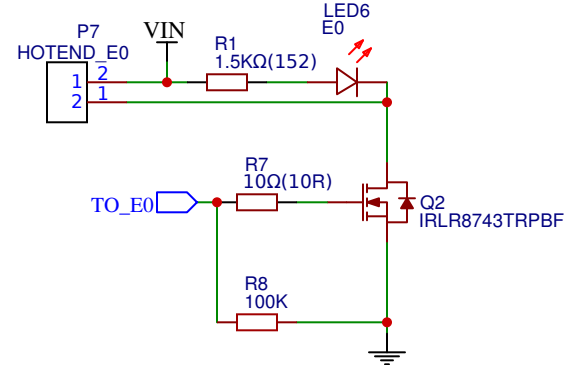 LED6
E0
P7
HOTEND_E0
VIN
R1
1.5KΩ(152)
1 2
2 1
R7
10Ω(10R)
TO_E0
Q2
IRLR8743TRPBF
R8
100K